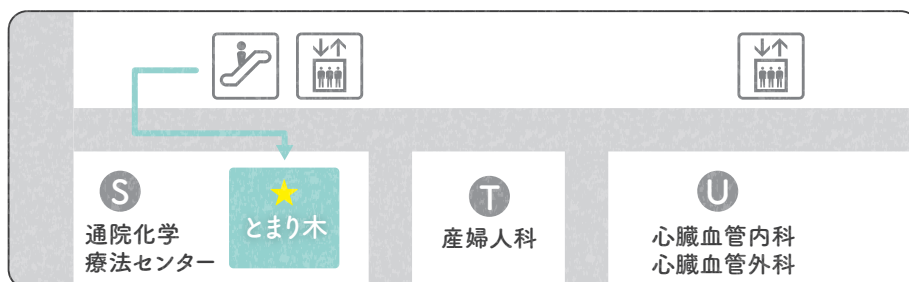 S
通院化学
療法センター
とまり木
T
産婦人科
U
心臓血管内科
心臓血管外科